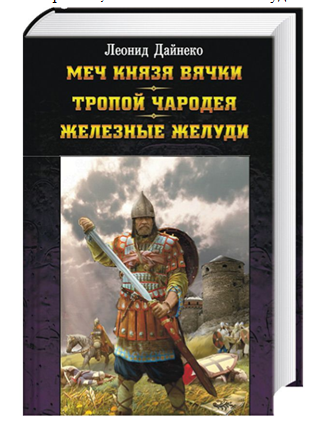 Леонид Дайнеко
МЕЧ КНЯЗЯ ВЯЧКИ
ТРОПОЙ ЧАРОДЕЯ
ЖЕЛЕЗНЫЕ ЖЕЛУДИ